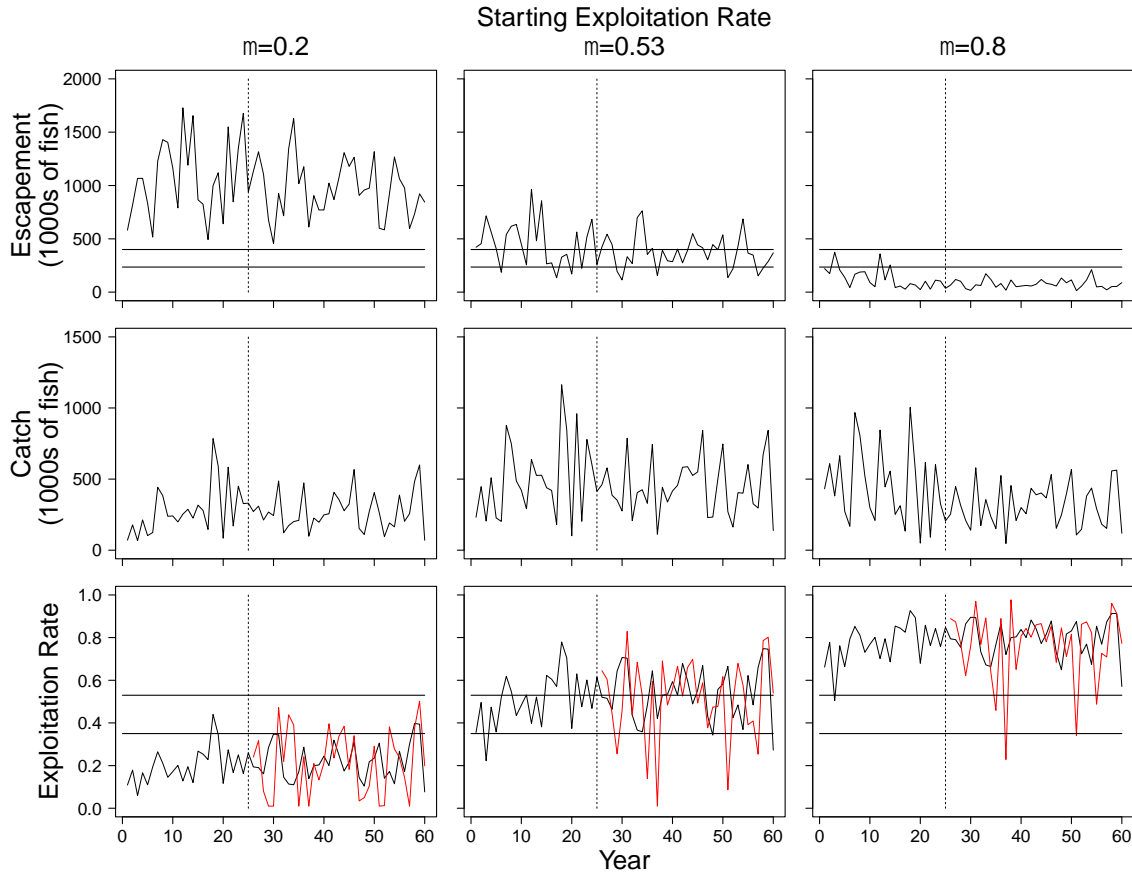 Starting Exploitation Rate
m=0.2 m=0.53 m=0.8
Escapement
(1000s of fish)
2000
1500
1000
500
0
Catch
(1000s of fish)
1500
1000
500
0
Exploitation Rate
1.0
0.8
0.6
0.4
0.2
0.0
0 10 20 30 40 50 60 0 10 20 30 40 50 60 0 10 20 30 40 50 60
Year